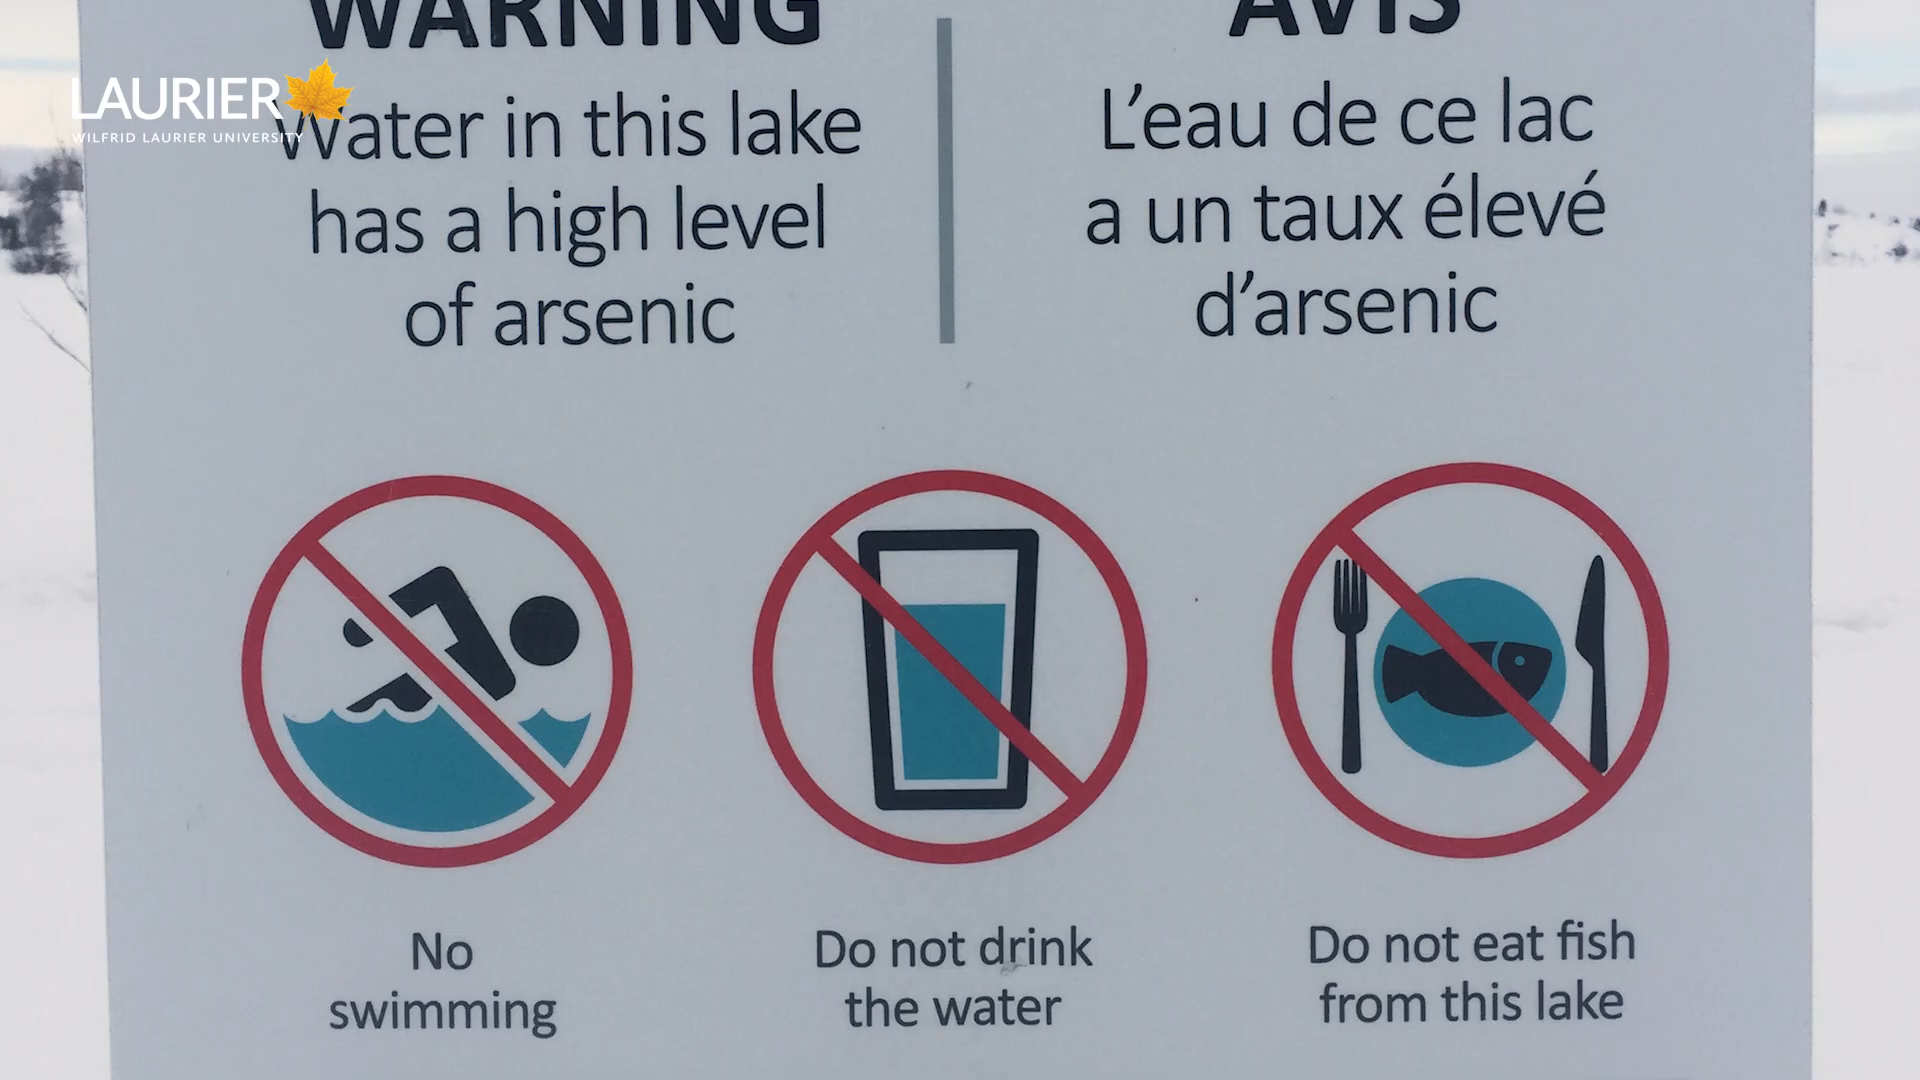 LAURIER
WILFRID LAURIER UNIVERSITY
WARNING
Water in this lake
has a high level
of arsenic
AVIS
L'eau de ce lac
a un taux élevé
d'arsenic
No
swimming
Do not drink
the water
Do not eat fish
from this lake